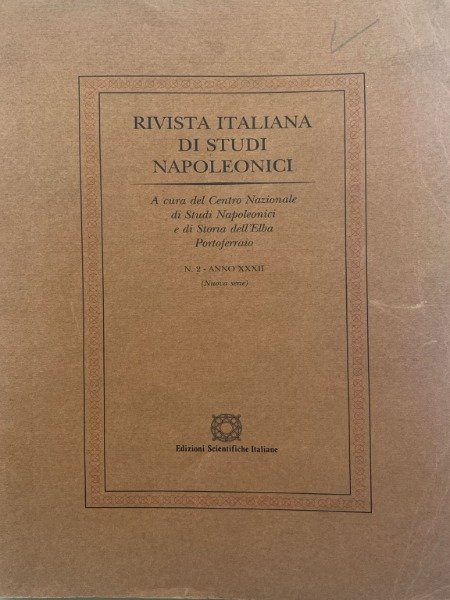 RIVISTA ITALIANA
DI STUDI
NAPOLEONICI
A cura del Centro Nazionale
di Studi Napoleonici
e di Storia dell'Elba
Portoferraio
N. 2 - ANNO XXXII
(Nuova serie)
Edizioni Scientifiche Italiane